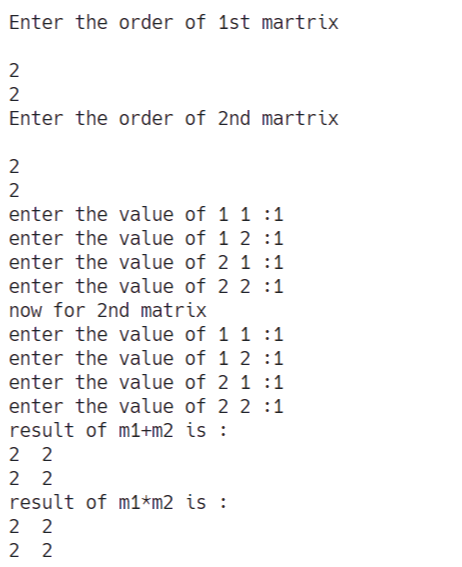 Enter the order of 1st martrix
2
2
Enter the order of 2nd martrix
2
2
enter the value of 1 1 :1
enter the value of 1 2 :1
enter the value of 2 1 :1
enter the value of 2 2 :1
now for 2nd matrix
enter the value of 1 1 :1
enter the value of 1 2 :1
enter the value of 2 1 :1
enter the value of 2 2 :1
result of m1+m2 is :
2  2
2  2
result of m1*m2 is :
2  2
2  2